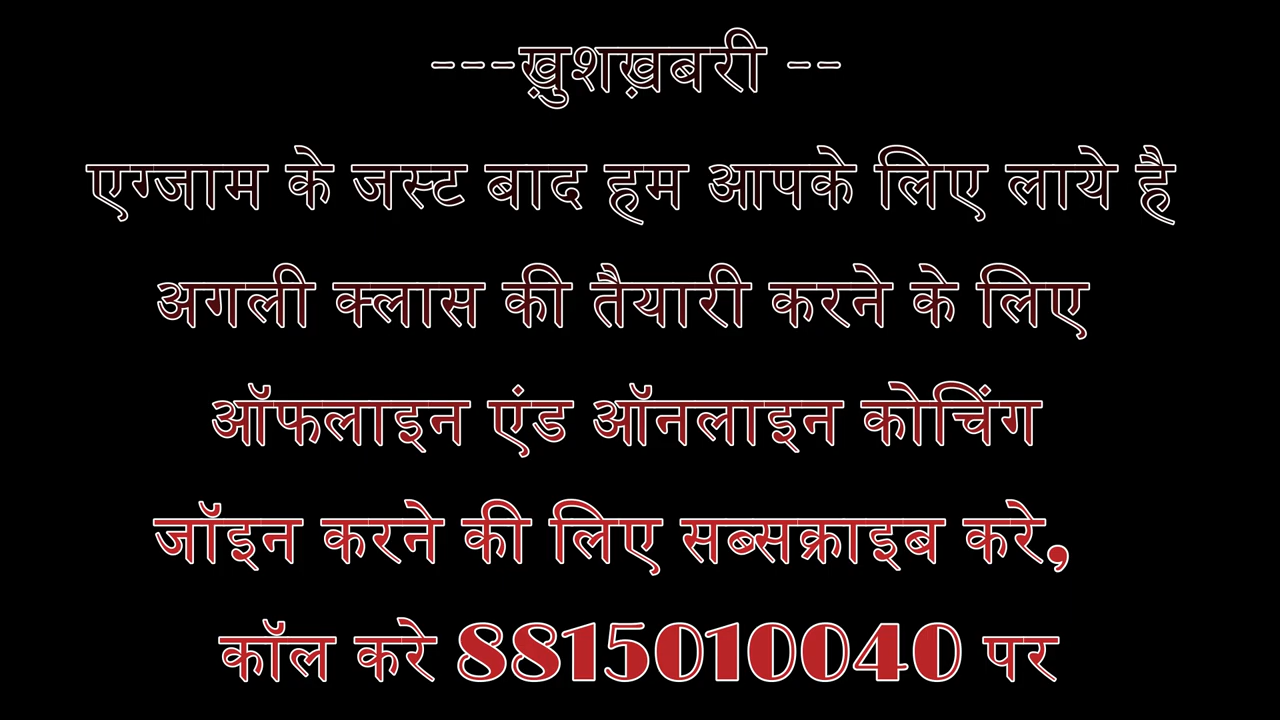 ---ख़ुशख़बरी --
एग्जाम के जस्ट बाद हम आपके लिए लाये है
अगली क्लास की तैयारी करने के लिए
ऑफलाइन एंड ऑनलाइन कोचिंग
जॉइन करने की लिए सब्सक्राइब करे,
कॉल करे 8815010040 पर